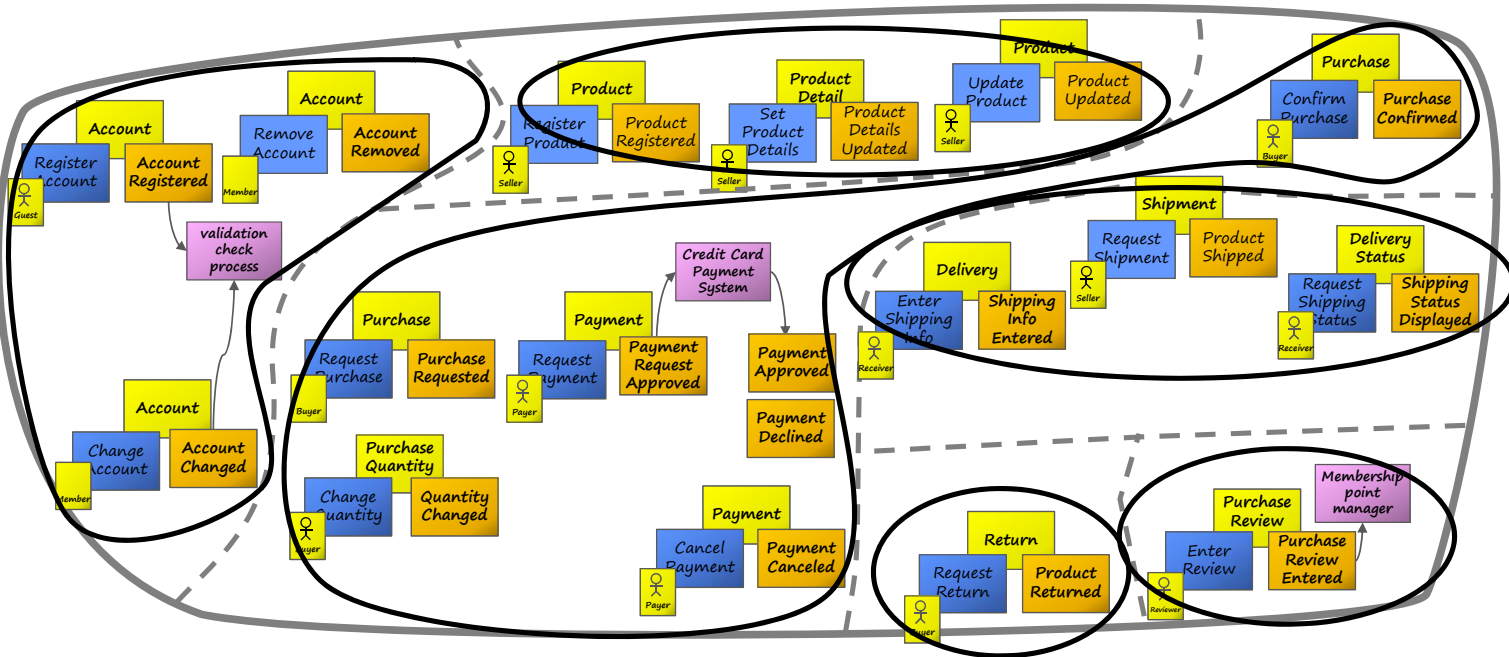 Account
Register
Account
Account
Registered
Guest
Account
Remove
Account
Account
Removed
Member
validation
check
process
Account
Change
Account
Account
Changed
Member
Product
Register
Product
Product
Registered
Seller
Product
Detail
Set
Product
Details
Product
Details
Updated
Seller
Product
Update
Product
Product
Updated
Seller
Purchase
Confirm
Purchase
Purchase
Confirmed
Buyer
Purchase
Request
Purchase
Purchase
Requested
Buyer
Payment
Request
Payment
Payment
Request
Approved
Payer
Credit Card
Payment
System
Payment
Approved
Payment
Declined
Purchase
Quantity
Change
Quantity
Quantity
Changed
Buyer
Payment
Cancel
Payment
Payment
Canceled
Payer
Delivery
Enter
Shipping
Info
Shipping
Info
Entered
Receiver
Shipment
Request
Shipment
Product
Shipped
Seller
Delivery
Status
Request
Shipping
Status
Shipping
Status
Displayed
Receiver
Return
Request
Return
Product
Returned
Buyer
Purchase
Review
Enter
Review
Purchase
Review
Entered
Reviewer
Membership
point
manager